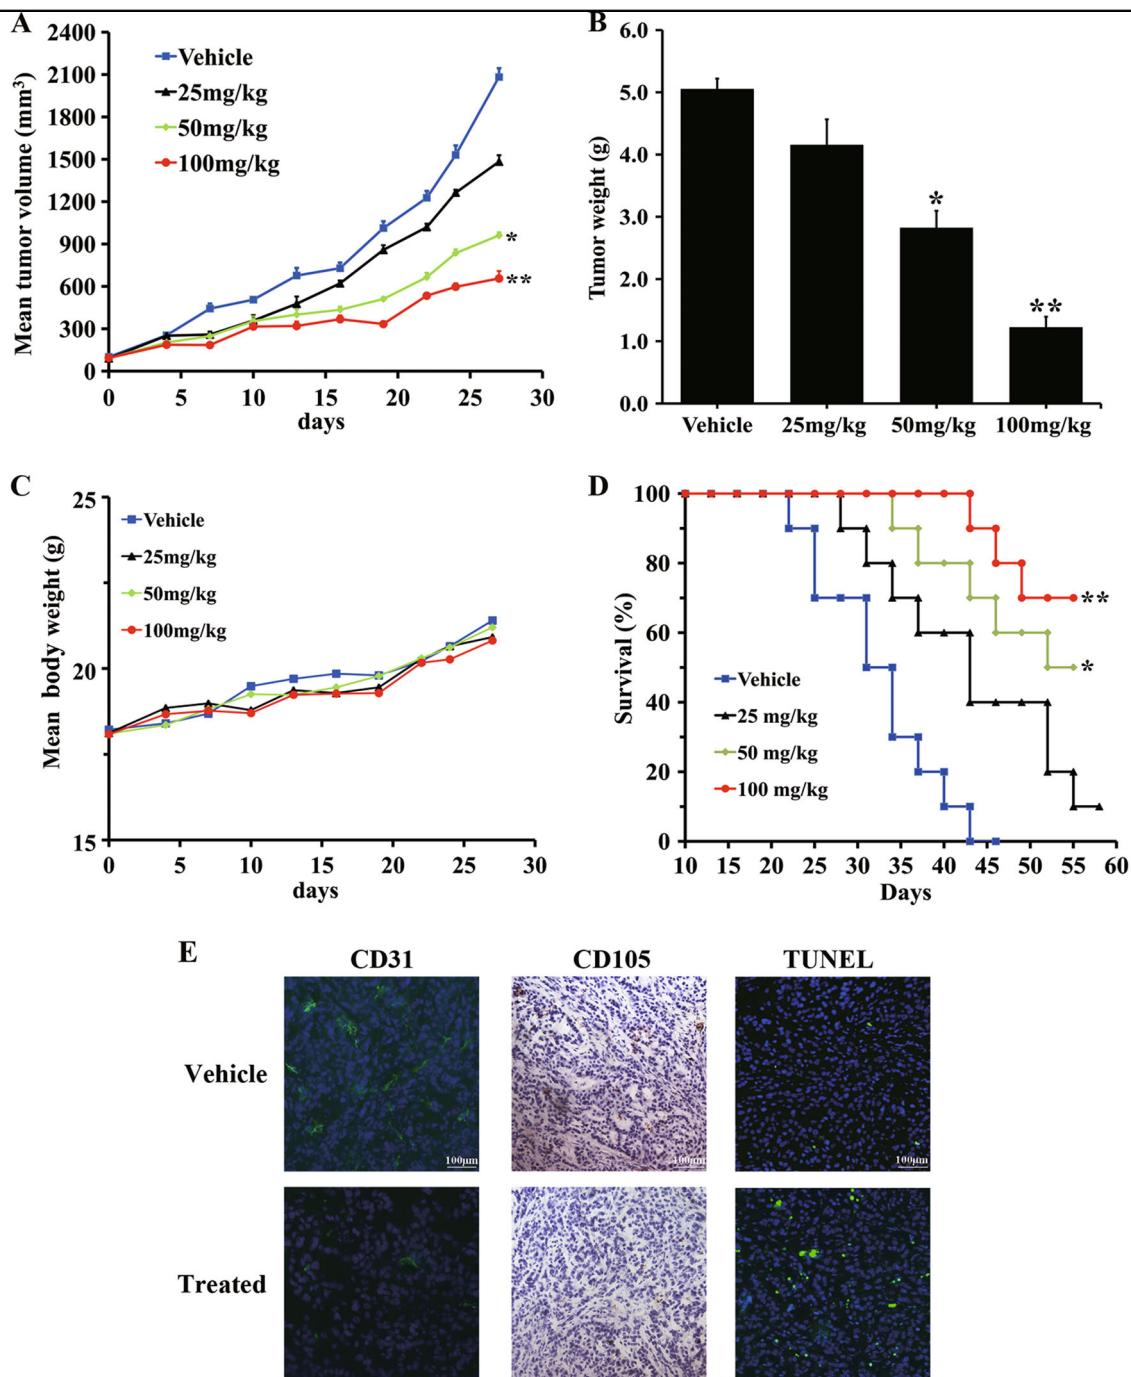 A
Mean tumor volume (mm³)
2400
2100
1800
1500
1200
900
600
300
0
0 5 10 15 20 25 30
days
Vehicle
25mg/kg
50mg/kg
100mg/kg
*
**
B
Tumor weight (g)
6.0
5.0
4.0
3.0
2.0
1.0
0.0
*
**
Vehicle 25mg/kg 50mg/kg 100mg/kg
C
Mean body weight (g)
25
20
15
Vehicle
25mg/kg
50mg/kg
100mg/kg
0 5 10 15 20 25 30
days
D
Survival (%)
100
80
60
40
20
0
**
*
Vehicle
25 mg/kg
50 mg/kg
100 mg/kg
10 15 20 25 30 35 40 45 50 55 60
Days
E
CD31 CD105 TUNEL
Vehicle
100μm 100μm 100μm
Treated